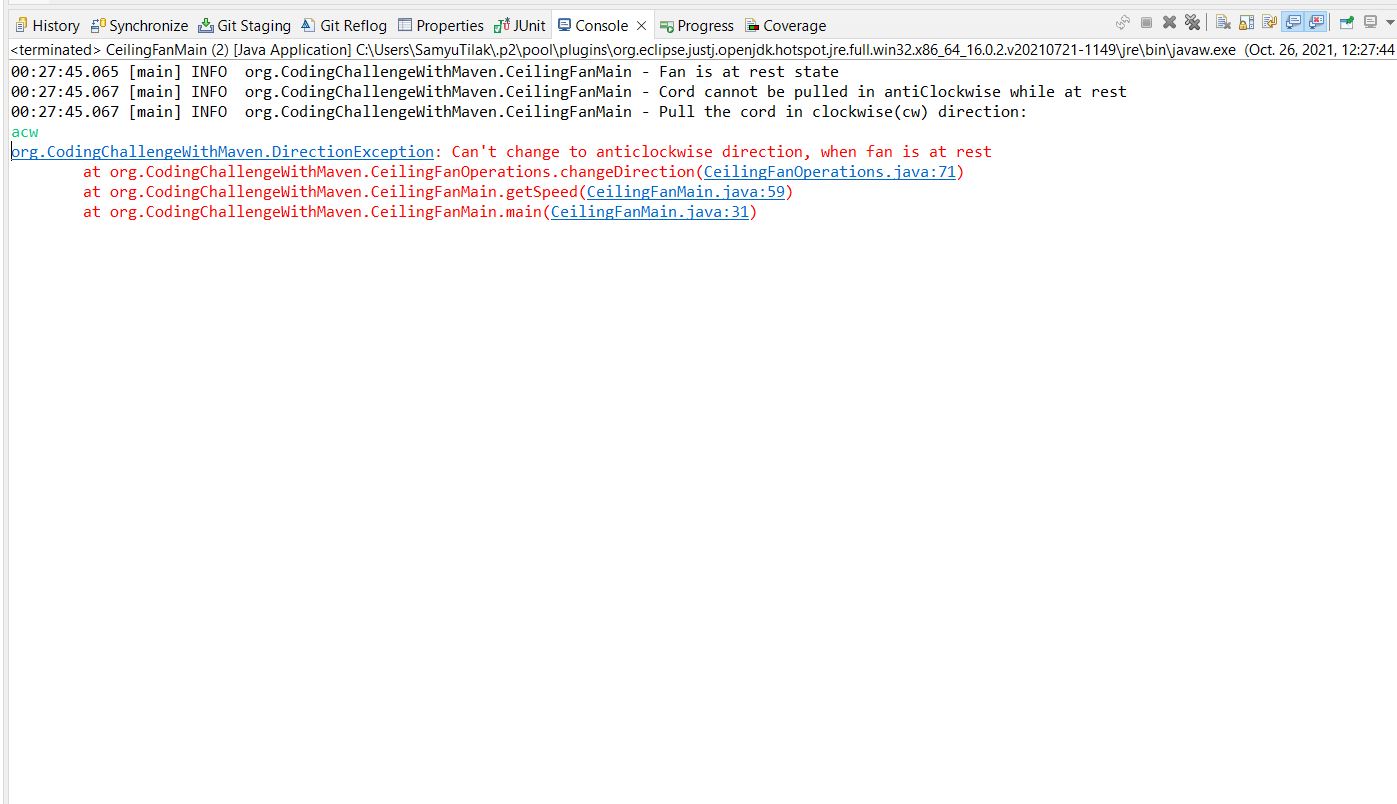 History Synchronize Git Staging Git Reflog Properties JUnit Console Progress Coverage
<terminated> CeilingFanMain (2) [Java Application] C:\Users\SamyuTilak\.p2\pool\plugins\org.eclipse.justj.openjdk.hotspot.jre.full.win32.x86_64_16.0.2.v20210721-1149\jre\bin\javaw.exe (Oct. 26, 2021, 12:27:44
00:27:45.065 [main] INFO  org.CodingChallengeWithMaven.CeilingFanMain - Fan is at rest state
00:27:45.067 [main] INFO  org.CodingChallengeWithMaven.CeilingFanMain - Cord cannot be pulled in antiClockwise while at rest
00:27:45.067 [main] INFO  org.CodingChallengeWithMaven.CeilingFanMain - Pull the cord in clockwise(cw) direction:
acw
org.CodingChallengeWithMaven.DirectionException: Can't change to anticlockwise direction, when fan is at rest
at org.CodingChallengeWithMaven.CeilingFanOperations.changeDirection(CeilingFanOperations.java:71)
at org.CodingChallengeWithMaven.CeilingFanMain.getSpeed(CeilingFanMain.java:59)
at org.CodingChallengeWithMaven.CeilingFanMain.main(CeilingFanMain.java:31)